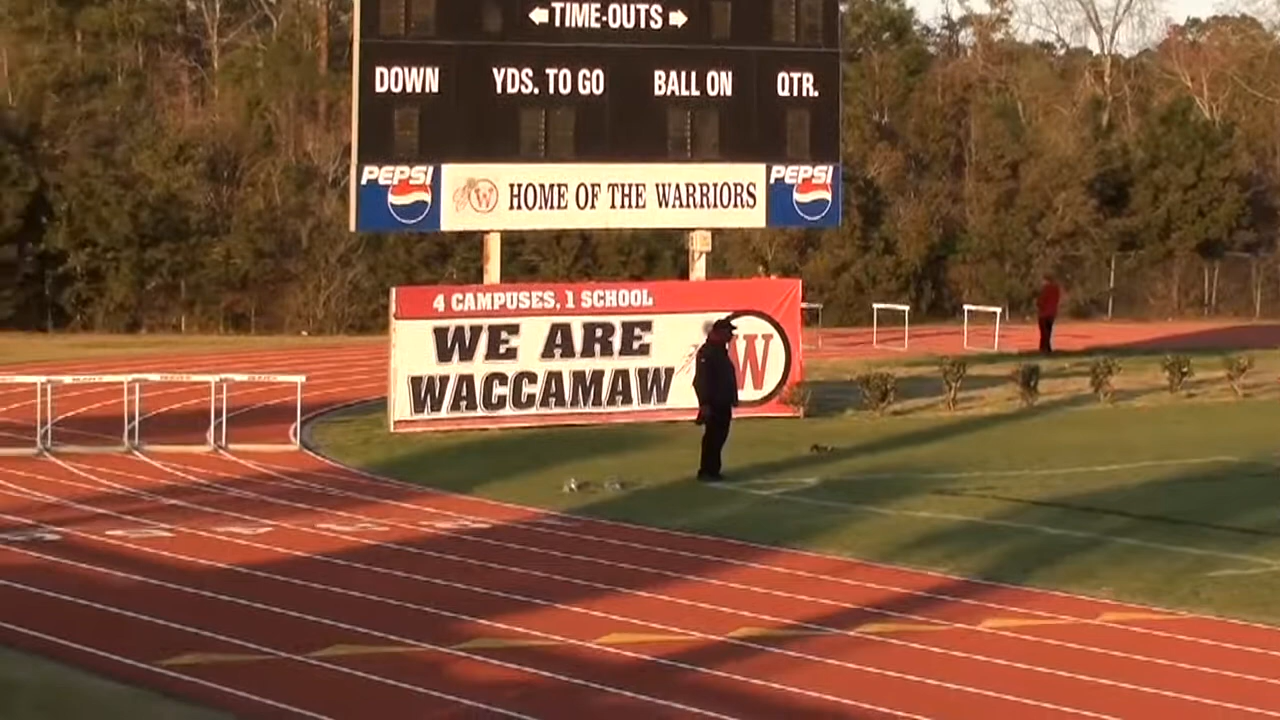 TIME-OUTS
DOWN YDS. TO GO BALL ON QTR.
PEPSI W HOME OF THE WARRIORS PEPSI
4 CAMPUSES, 1 SCHOOL
WE ARE
WACCAMAW
W